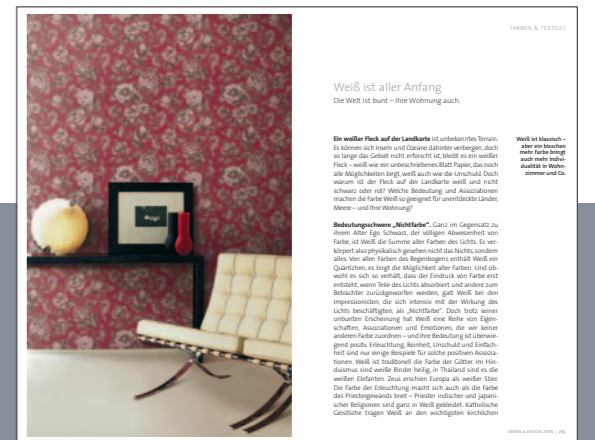 FARBEN & TEXTILES
Weiß ist aller Anfang
Die Welt ist bunt – Ihre Wohnung auch.
Ein weißer Fleck auf der Landkarte ist unbekanntes Terrain.
Es können sich Inseln und Ozeane dahinter verbergen, doch
so lange das Gebiet nicht erforscht ist, bleibt es ein weißer
Fleck – weiß wie ein unbeschriebenes Blatt Papier, das noch
alle Möglichkeiten birgt, weiß auch wie die Unschuld. Doch
warum ist der Fleck auf der Landkarte weiß und nicht
schwarz oder rot? Welche Bedeutung und Assoziationen
machen die Farbe Weiß so geeignet für unentdeckte Länder,
Meere – und Ihre Wohnung?
Weiß ist klassisch –
aber ein bisschen
mehr Farbe bringt
auch mehr Indivi-
dualität in Wohn-
zimmer und Co.
Bedeutungsschwere „Nichtfarbe“. Ganz im Gegensatz zu
ihrem Alter Ego Schwarz, der völligen Abwesenheit von
Farbe, ist Weiß die Summe aller Farben des Lichts. Es ver-
körpert also physikalisch gesehen nicht das Nichts, sondern
alles. Von allen Farben des Regenbogens enthält Weiß ein
Quäntchen, es birgt die Möglichkeit aller Farben. Und ob-
wohl es sich so verhält, dass der Eindruck von Farbe erst
entsteht, wenn Teile des Lichts absorbiert und andere zum
Betrachter zurückgeworfen werden, galt Weiß bei den
Impressionisten, die sich intensiv mit der Wirkung des
Lichts beschäftigten, als „Nichtfarbe“. Doch trotz seiner
unbunten Erscheinung hat Weiß eine Reihe von Eigen-
schaften, Assoziationen und Emotionen, die wir keiner
anderen Farbe zuordnen – und ihre Bedeutung ist überwie-
gend positiv. Erleuchtung, Reinheit, Unschuld und Einfach-
heit sind nur einige Beispiele für solche positiven Assozia-
tionen. Weiß ist traditonell die Farbe der Götter. Im Hin-
duismus sind weiße Rinder heilig, in Thailand sind es die
weißen Elefanten. Zeus erschien Europa als weißer Stier.
Die Farbe der Erleuchtung macht sich auch als die Farbe
des Priestergewands breit – Priester indischer und japani-
scher Religionen sind ganz in Weiß gekleidet. Katholische
Geistliche tragen Weiß an den wichtigsten kirchlichen